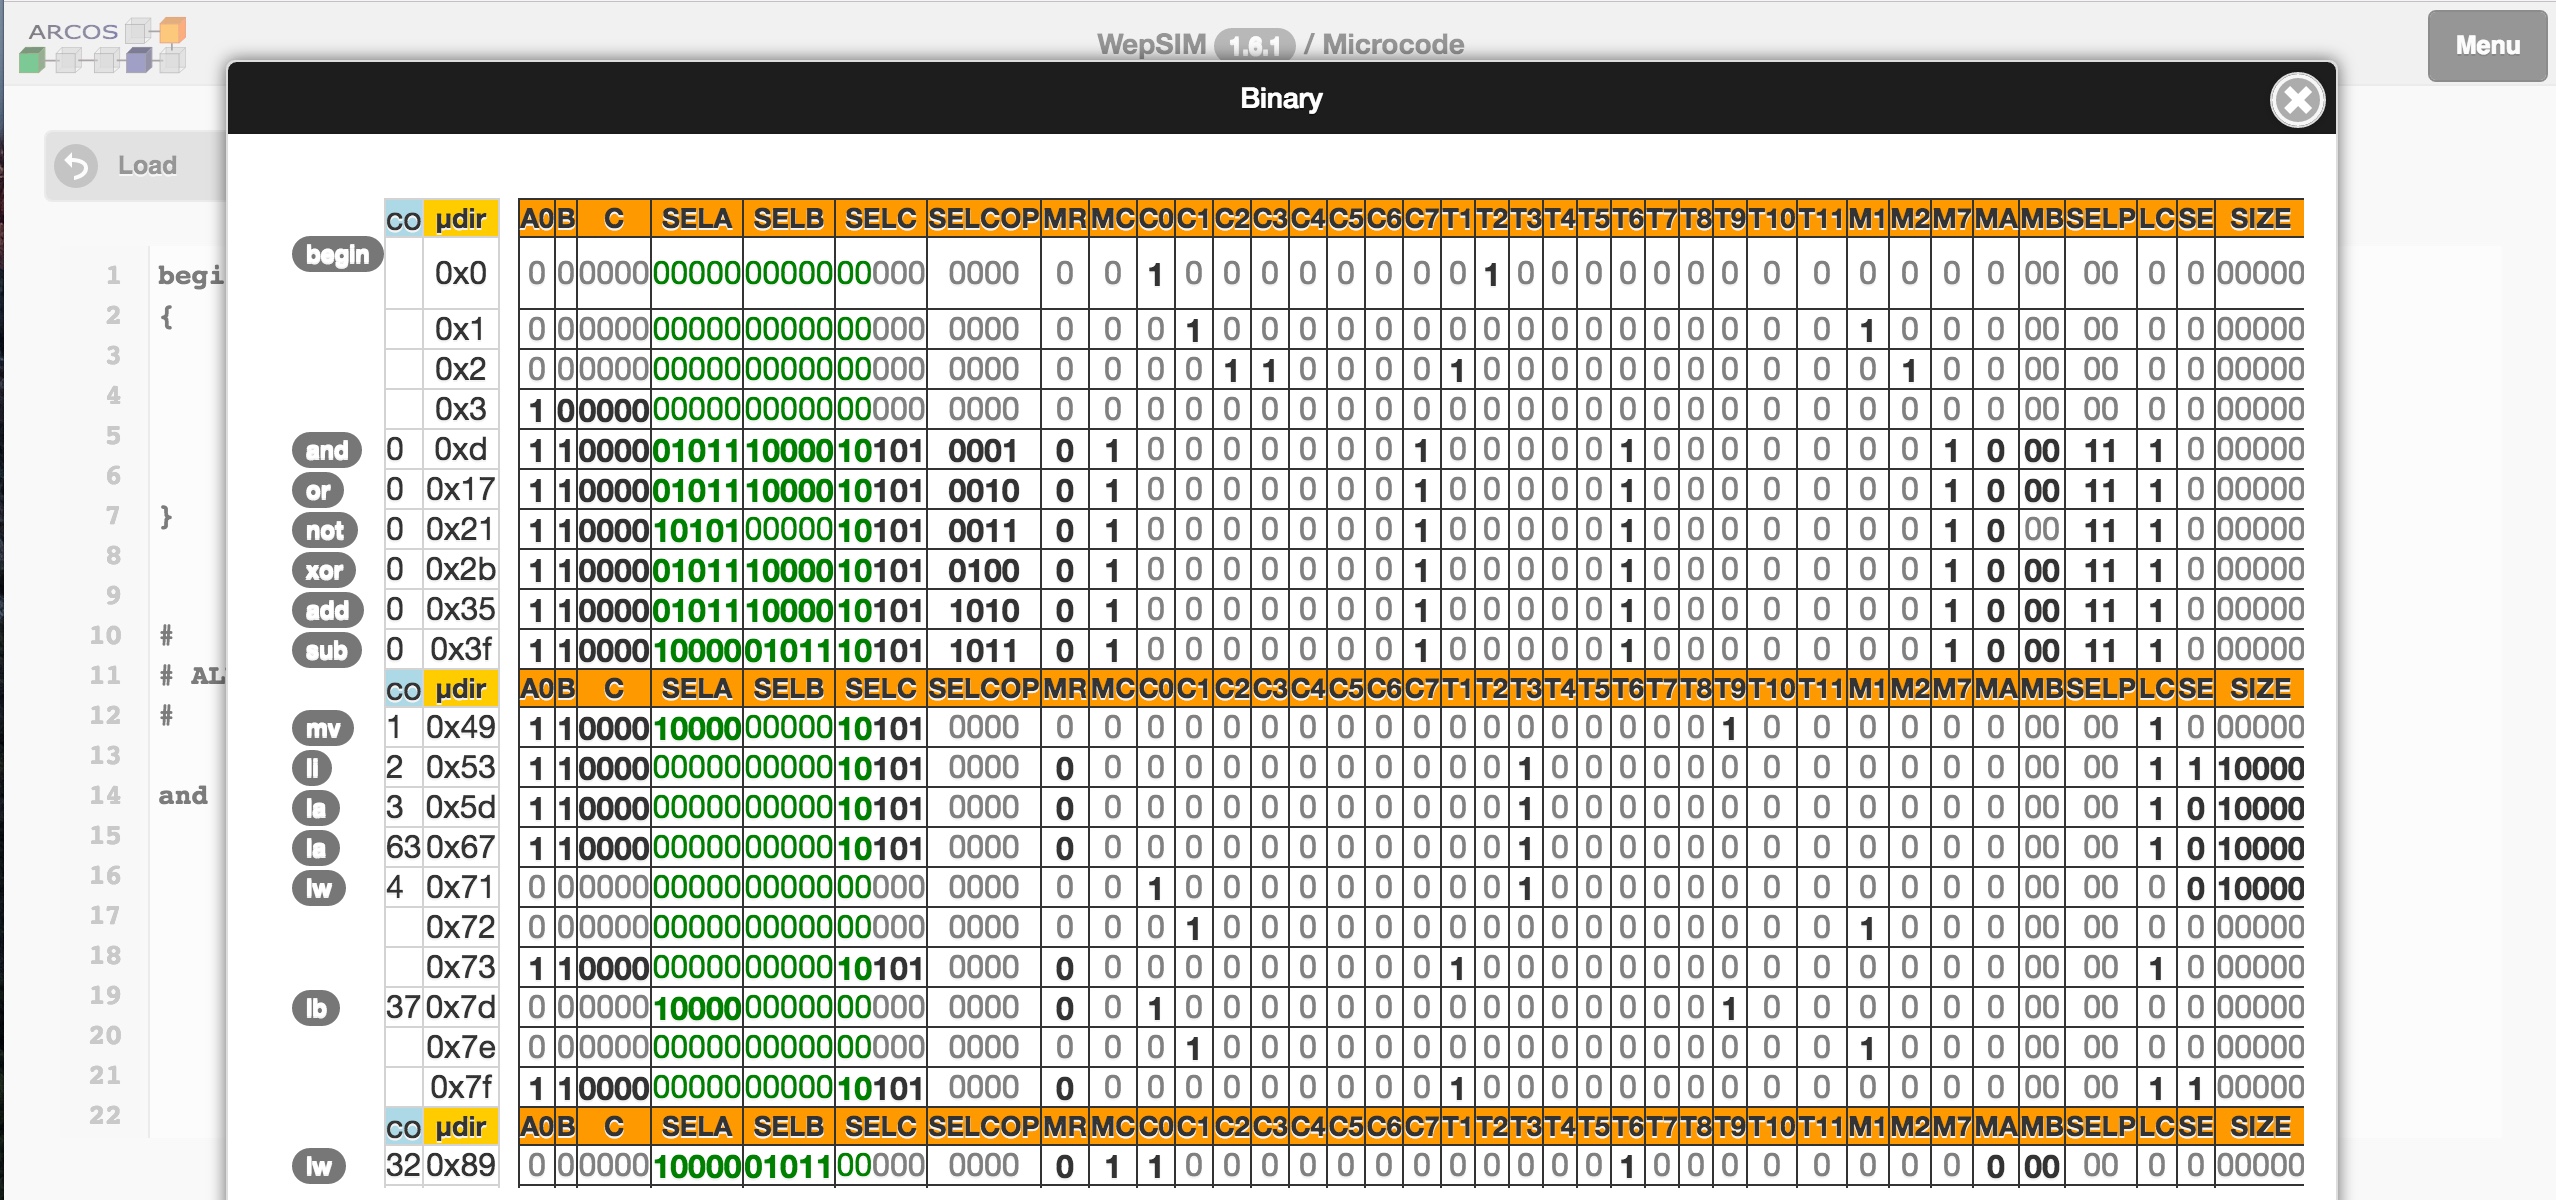 ARCOS
WepSIM 1.6.1 / Microcode
Menu
Binary
Load
co µdir A0 B C SELA SELB SELC SELCOP MR MC C0 C1 C2 C3 C4 C5 C6 C7 T1 T2 T3 T4 T5 T6 T7 T8 T9 T10 T11 M1 M2 M7 MA MB SELP LC SE SIZE
begin 0x0 0 0 0000 00000 00000 00000 0000 0 0 1 0 0 0 0 0 0 0 0 1 0 0 0 0 0 0 0 0 0 0 0 0 0 00 00 0 0 00000
0x1 0 0 0000 00000 00000 00000 0000 0 0 0 1 0 0 0 0 0 0 0 0 0 0 0 0 0 0 0 0 0 1 0 0 0 00 00 0 0 00000
0x2 0 0 0000 00000 00000 00000 0000 0 0 0 0 1 1 0 0 0 0 1 0 0 0 0 0 0 0 0 0 0 0 1 0 0 00 00 0 0 00000
0x3 1 0 0000 00000 00000 00000 0000 0 0 0 0 0 0 0 0 0 0 0 0 0 0 0 0 0 0 0 0 0 0 0 0 0 00 00 0 0 00000
and 0 0xd 1 1 0000 01011 10000 10101 0001 0 1 0 0 0 0 0 0 0 1 0 0 0 0 0 1 0 0 0 0 0 0 0 1 0 00 11 1 0 00000
or 0 0x17 1 1 0000 01011 10000 10101 0010 0 1 0 0 0 0 0 0 0 1 0 0 0 0 0 1 0 0 0 0 0 0 0 1 0 00 11 1 0 00000
not 0 0x21 1 1 0000 10101 00000 10101 0011 0 1 0 0 0 0 0 0 0 1 0 0 0 0 0 1 0 0 0 0 0 0 0 1 0 00 11 1 0 00000
xor 0 0x2b 1 1 0000 01011 10000 10101 0100 0 1 0 0 0 0 0 0 0 1 0 0 0 0 0 1 0 0 0 0 0 0 0 1 0 00 11 1 0 00000
add 0 0x35 1 1 0000 01011 10000 10101 1010 0 1 0 0 0 0 0 0 0 1 0 0 0 0 0 1 0 0 0 0 0 0 0 1 0 00 11 1 0 00000
sub 0 0x3f 1 1 0000 10000 01011 10101 1011 0 1 0 0 0 0 0 0 0 1 0 0 0 0 0 1 0 0 0 0 0 0 0 1 0 00 11 1 0 00000
co µdir A0 B C SELA SELB SELC SELCOP MR MC C0 C1 C2 C3 C4 C5 C6 C7 T1 T2 T3 T4 T5 T6 T7 T8 T9 T10 T11 M1 M2 M7 MA MB SELP LC SE SIZE
mv 1 0x49 1 1 0000 10000 00000 10101 0000 0 0 0 0 0 0 0 0 0 0 0 0 0 0 0 0 0 0 1 0 0 0 0 0 0 00 00 1 0 00000
li 2 0x53 1 1 0000 00000 00000 10101 0000 0 0 0 0 0 0 0 0 0 0 0 0 1 0 0 0 0 0 0 0 0 0 0 0 0 00 00 1 1 10000
la 3 0x5d 1 1 0000 00000 00000 10101 0000 0 0 0 0 0 0 0 0 0 0 0 0 1 0 0 0 0 0 0 0 0 0 0 0 0 00 00 1 0 10000
la 63 0x67 1 1 0000 00000 00000 10101 0000 0 0 0 0 0 0 0 0 0 0 0 0 1 0 0 0 0 0 0 0 0 0 0 0 0 00 00 1 0 10000
lw 4 0x71 0 0 0000 00000 00000 00000 0000 0 0 1 0 0 0 0 0 0 0 0 0 1 0 0 0 0 0 0 0 0 0 0 0 0 00 00 0 0 10000
0x72 0 0 0000 00000 00000 00000 0000 0 0 0 1 0 0 0 0 0 0 0 0 0 0 0 0 0 0 0 0 0 1 0 0 0 00 00 0 0 00000
0x73 1 1 0000 00000 00000 10101 0000 0 0 0 0 0 0 0 0 0 0 1 0 0 0 0 0 0 0 0 0 0 0 0 0 0 00 00 1 0 00000
lb 37 0x7d 0 0 0000 10000 00000 00000 0000 0 0 1 0 0 0 0 0 0 0 0 0 0 0 0 0 0 0 1 0 0 0 0 0 0 00 00 0 0 00000
0x7e 0 0 0000 00000 00000 00000 0000 0 0 0 1 0 0 0 0 0 0 0 0 0 0 0 0 0 0 0 0 0 1 0 0 0 00 00 0 0 00000
0x7f 1 1 0000 00000 00000 10101 0000 0 0 0 0 0 0 0 0 0 0 1 0 0 0 0 0 0 0 0 0 0 0 0 0 0 00 00 1 1 00000
co µdir A0 B C SELA SELB SELC SELCOP MR MC C0 C1 C2 C3 C4 C5 C6 C7 T1 T2 T3 T4 T5 T6 T7 T8 T9 T10 T11 M1 M2 M7 MA MB SELP LC SE SIZE
lw 32 0x89 0 0 0000 10000 01011 00000 0000 0 1 1 0 0 0 0 0 0 0 0 0 0 0 0 1 0 0 0 0 0 0 0 0 0 00 00 0 0 00000
1 begi
2 {
3
4
5
6
7 }
8
9
10 #
11 # AL
12 #
13
14 and
15
16
17
18
19
20
21
22